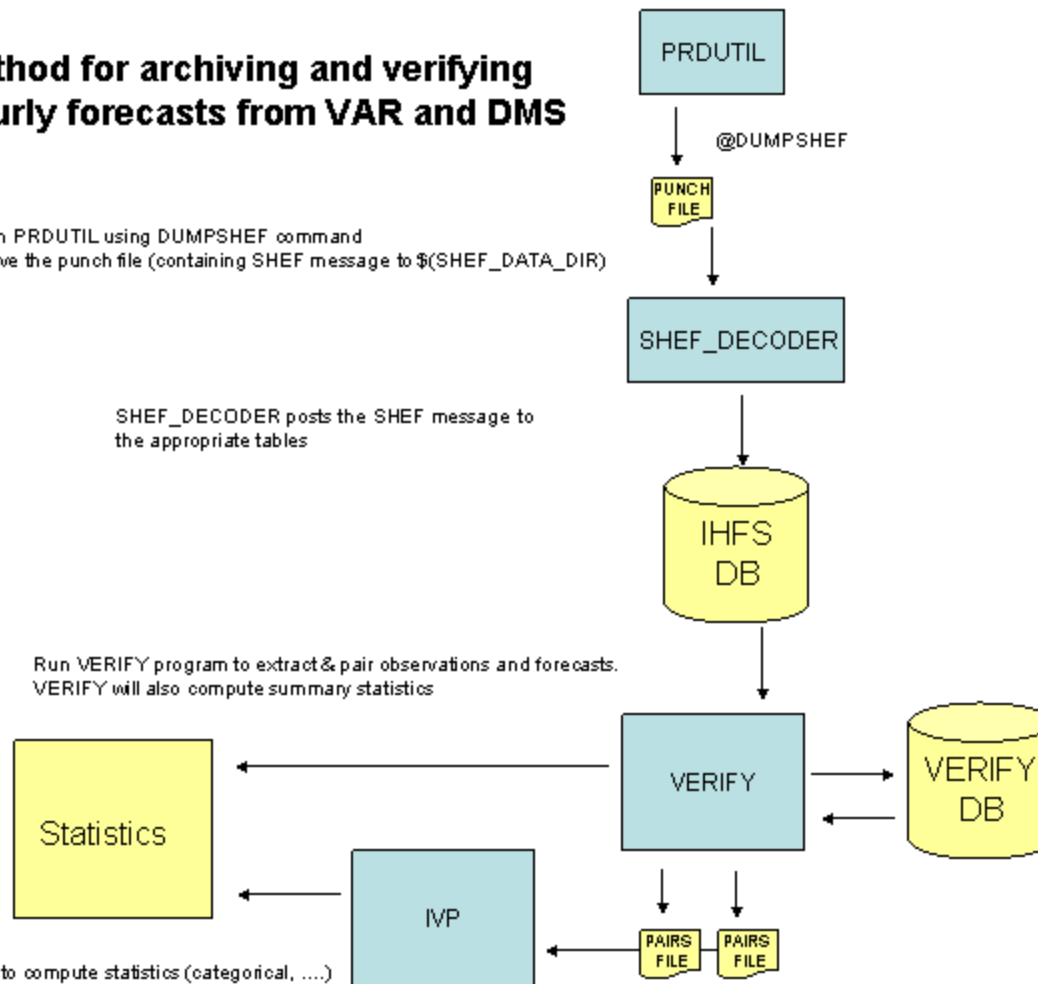 thod for archiving and verifying
urly forecasts from VAR and DMS
PRDUTIL
@DUMPSHEF
PUNCH
FILE
n PRDUTIL using DUMPSHEF command
ve the punch file (containing SHEF message to $(SHEF_DATA_DIR)
SHEF_DECODER
SHEF_DECODER posts the SHEF message to
the appropriate tables
IHFS
DB
Run VERIFY program to extract & pair observations and forecasts.
VERIFY will also compute summary statistics
VERIFY
VERIFY
DB
Statistics
IVP
PAIRS
FILE
PAIRS
FILE
to compute statistics (categorical, ....)